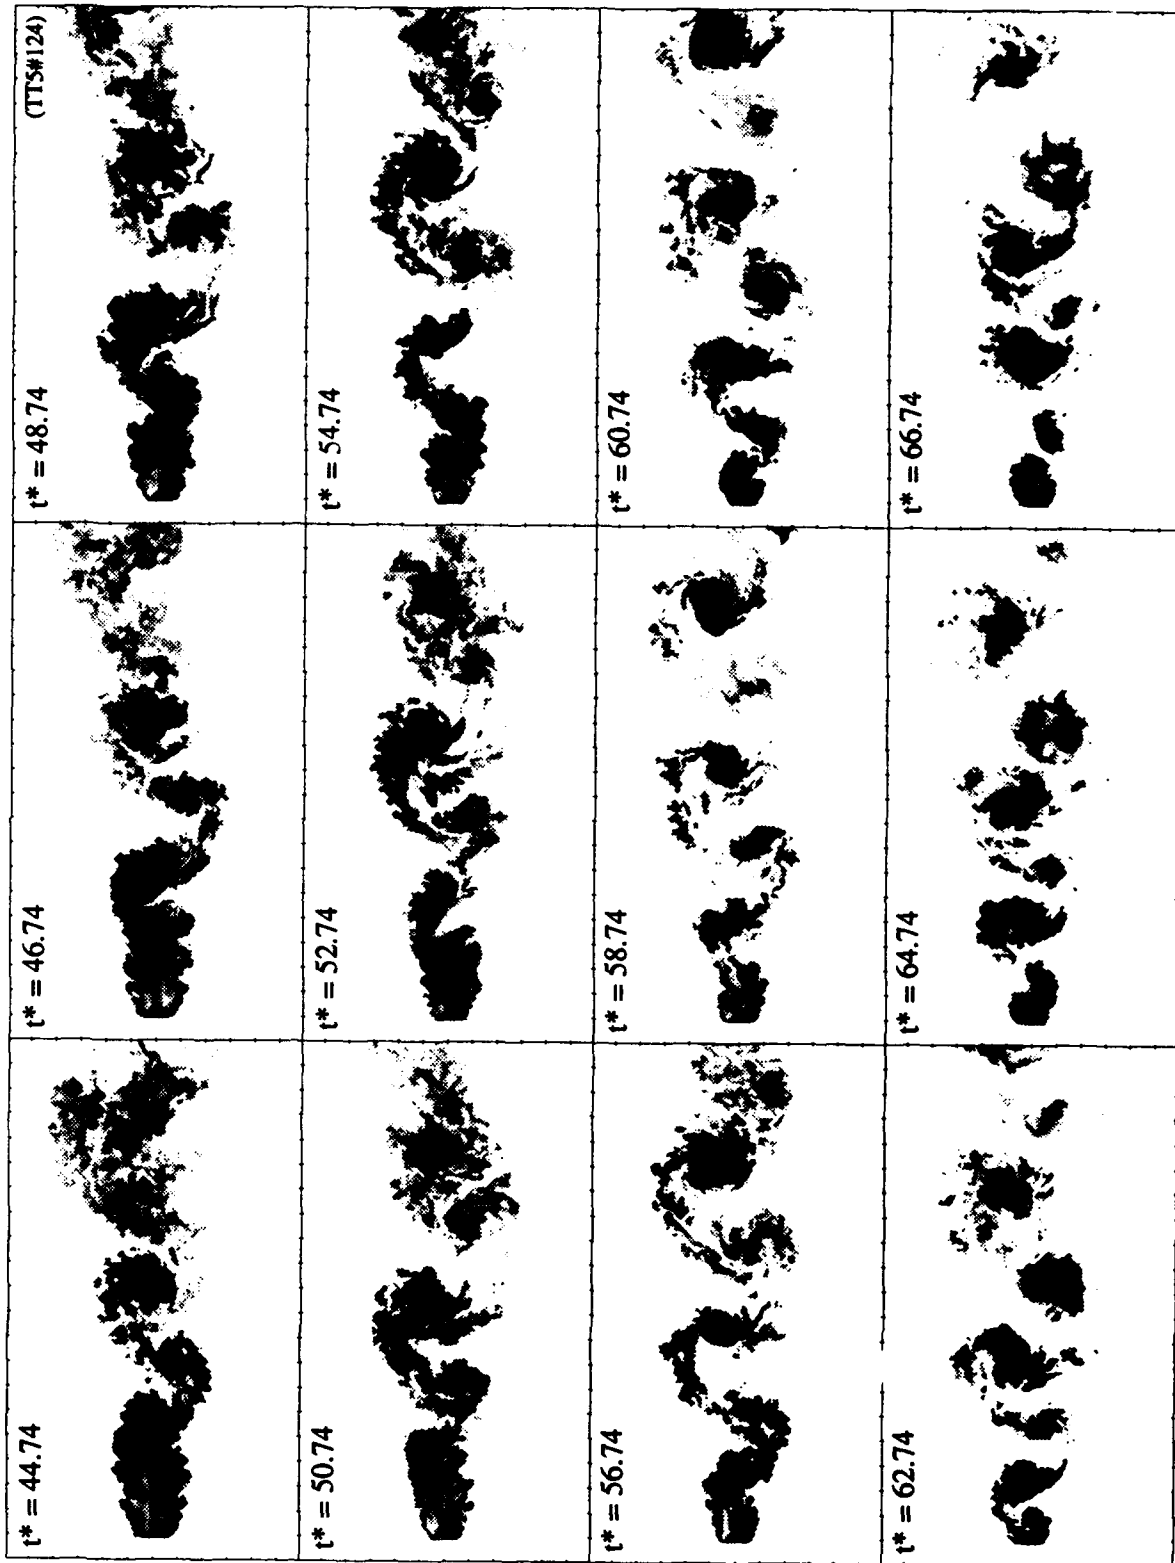 t* = 44.74
t* = 46.74
t* = 48.74
(TTS#124)
t* = 50.74
t* = 52.74
t* = 54.74
t* = 56.74
t* = 58.74
t* = 60.74
t* = 62.74
t* = 64.74
t* = 66.74